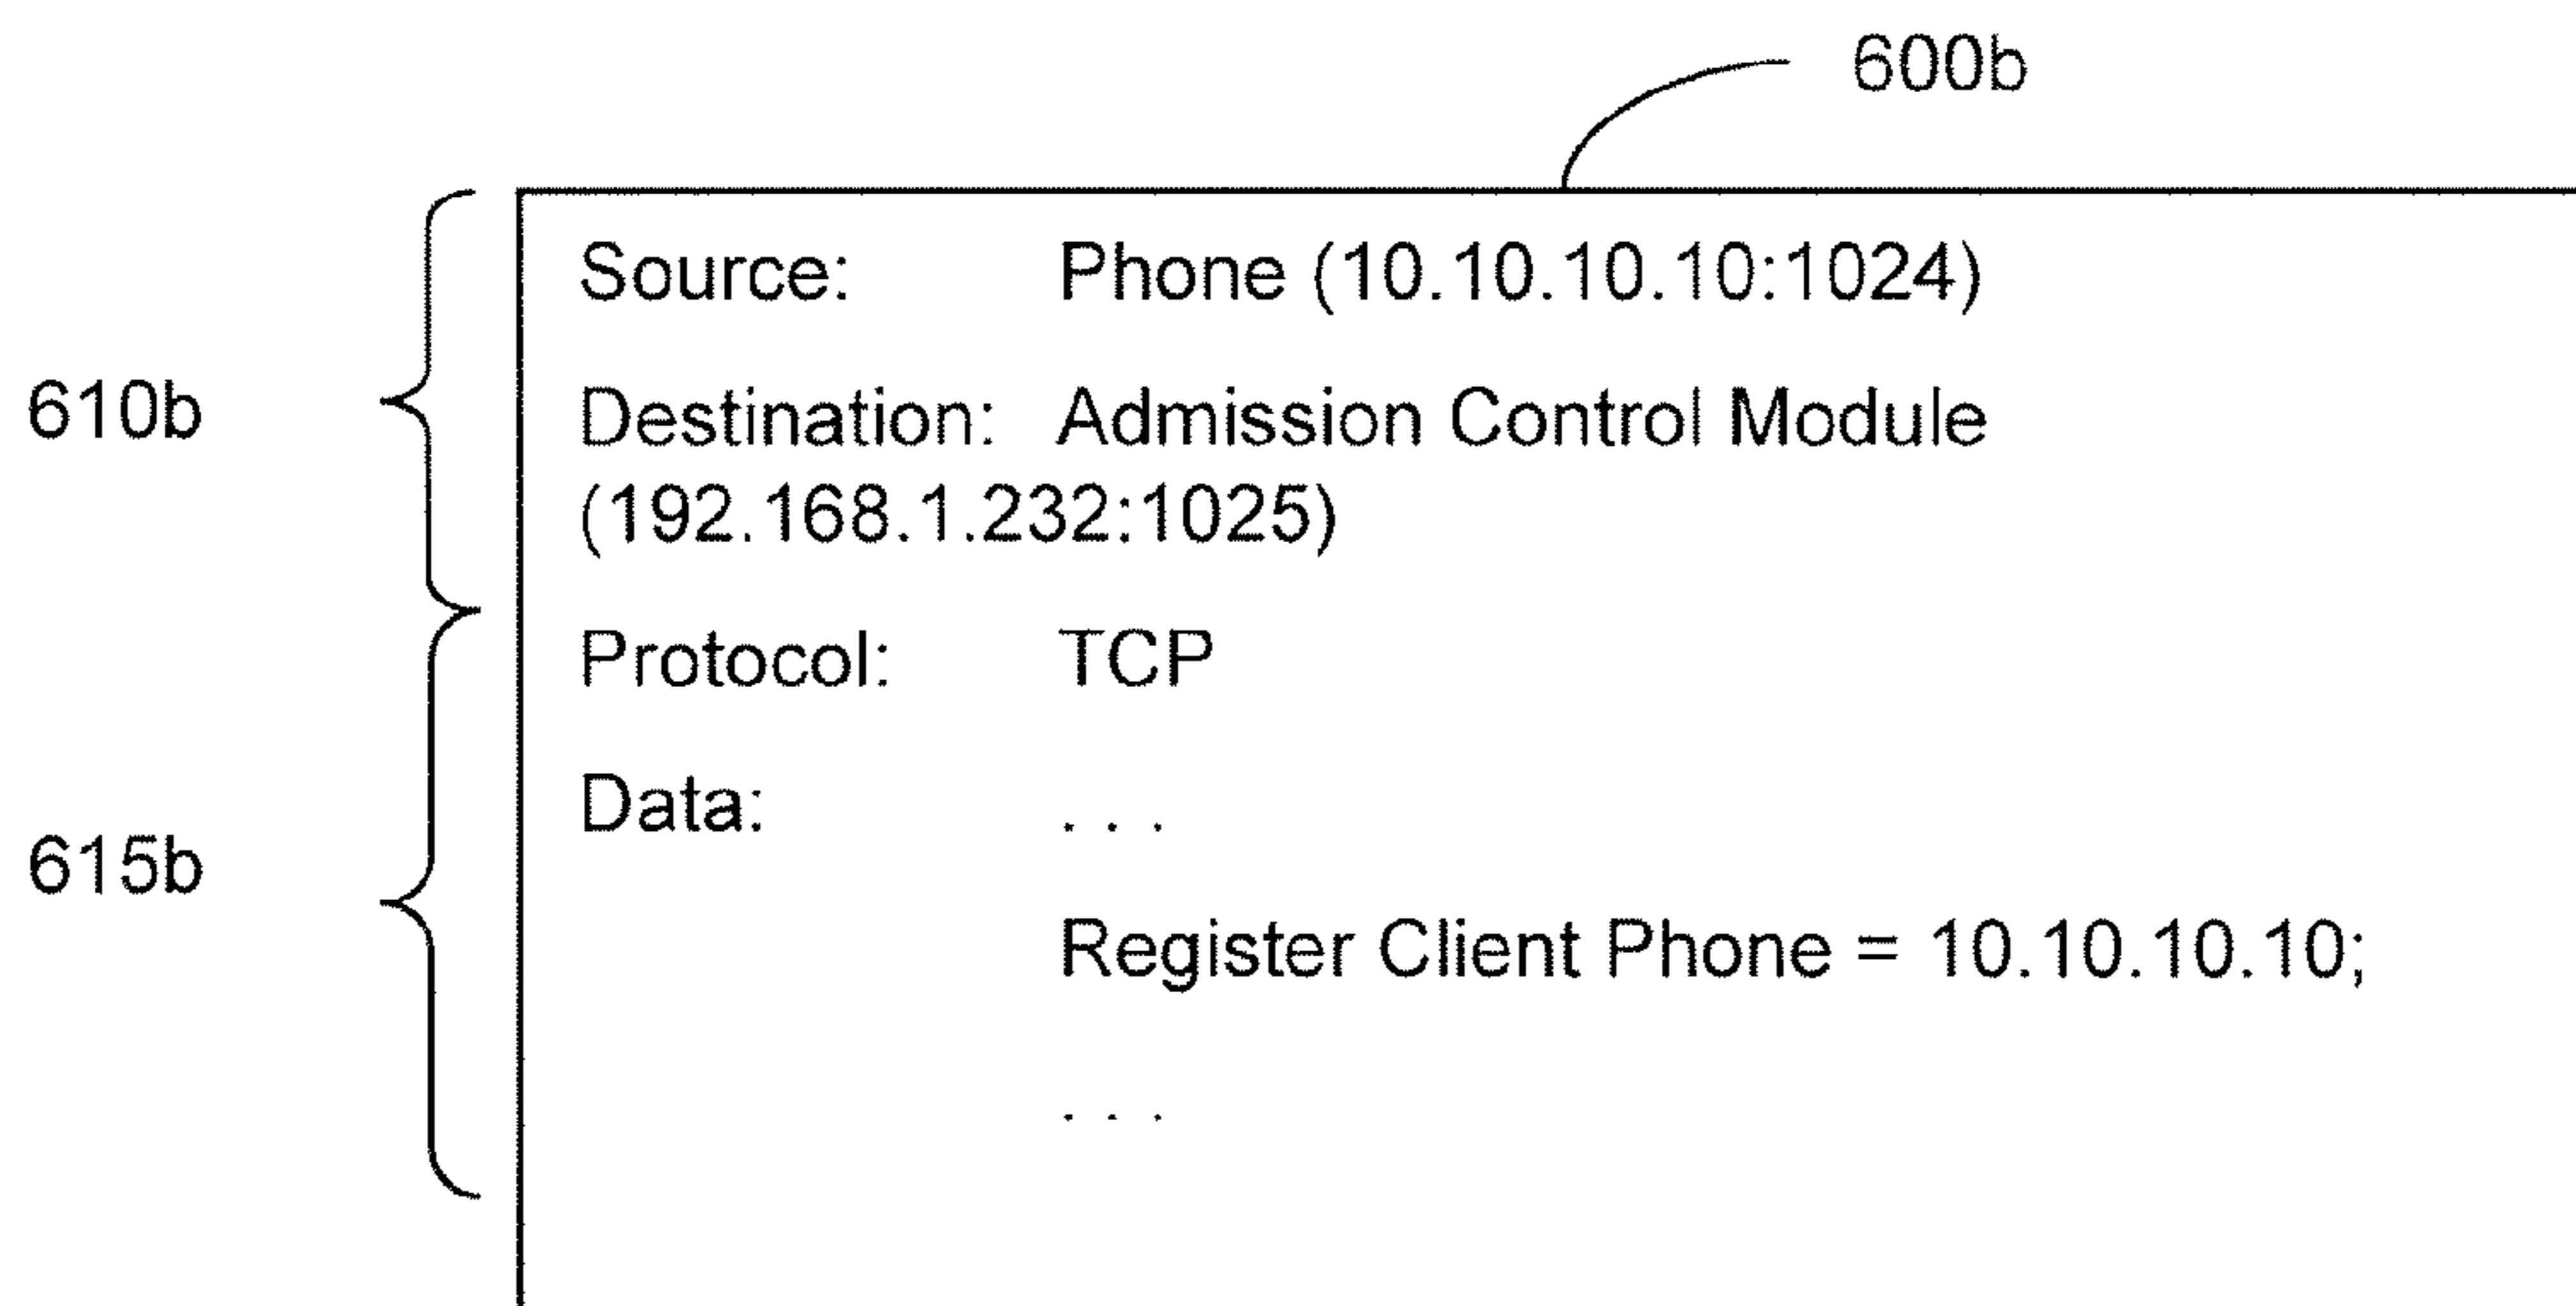 600b
Source: Phone (10.10.10.10:1024)
610b
Destination: Admission Control Module
(192.168.1.232:1025)
Protocol: TCP
Data: . . .
615b
Register Client Phone = 10.10.10.10;
. . .